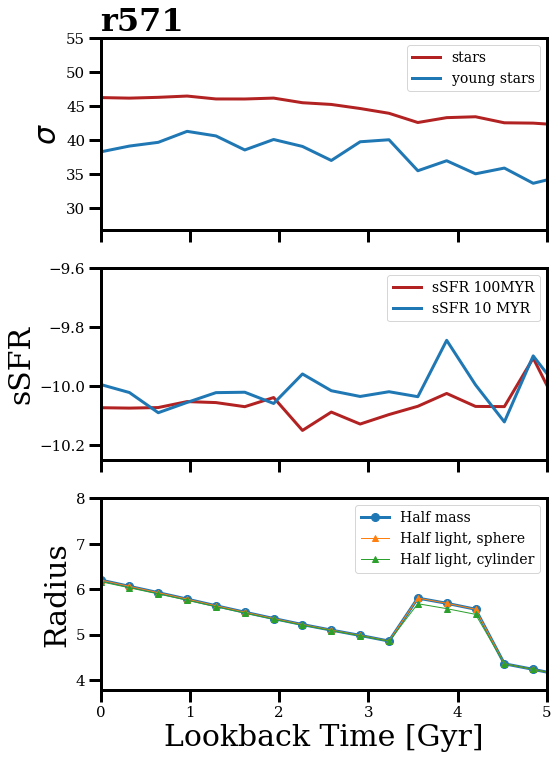 r571
55
50
45
40
35
30
σ
stars
young stars
−9.6
−9.8
−10.0
−10.2
sSFR
sSFR 100MYR
sSFR 10 MYR
8
7
6
5
4
Radius
Half mass
Half light, sphere
Half light, cylinder
0 1 2 3 4 5
Lookback Time [Gyr]